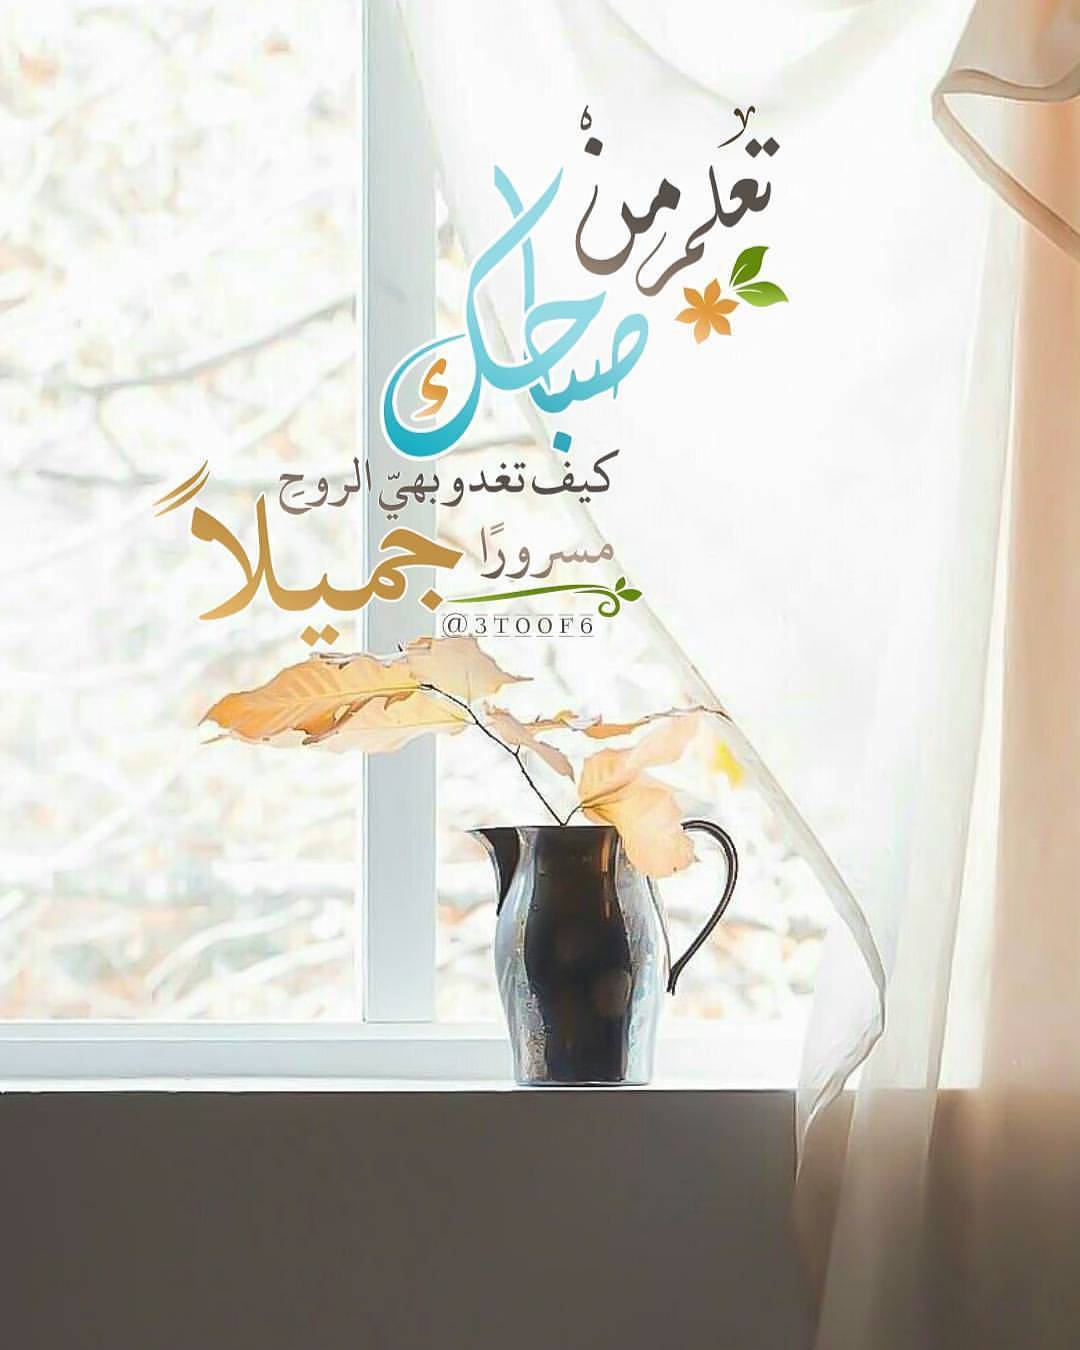 تعلم من
صباحك
كيف تغدو بهيّ الروحِ
مسرورًا جميلاً
@3TOOF6